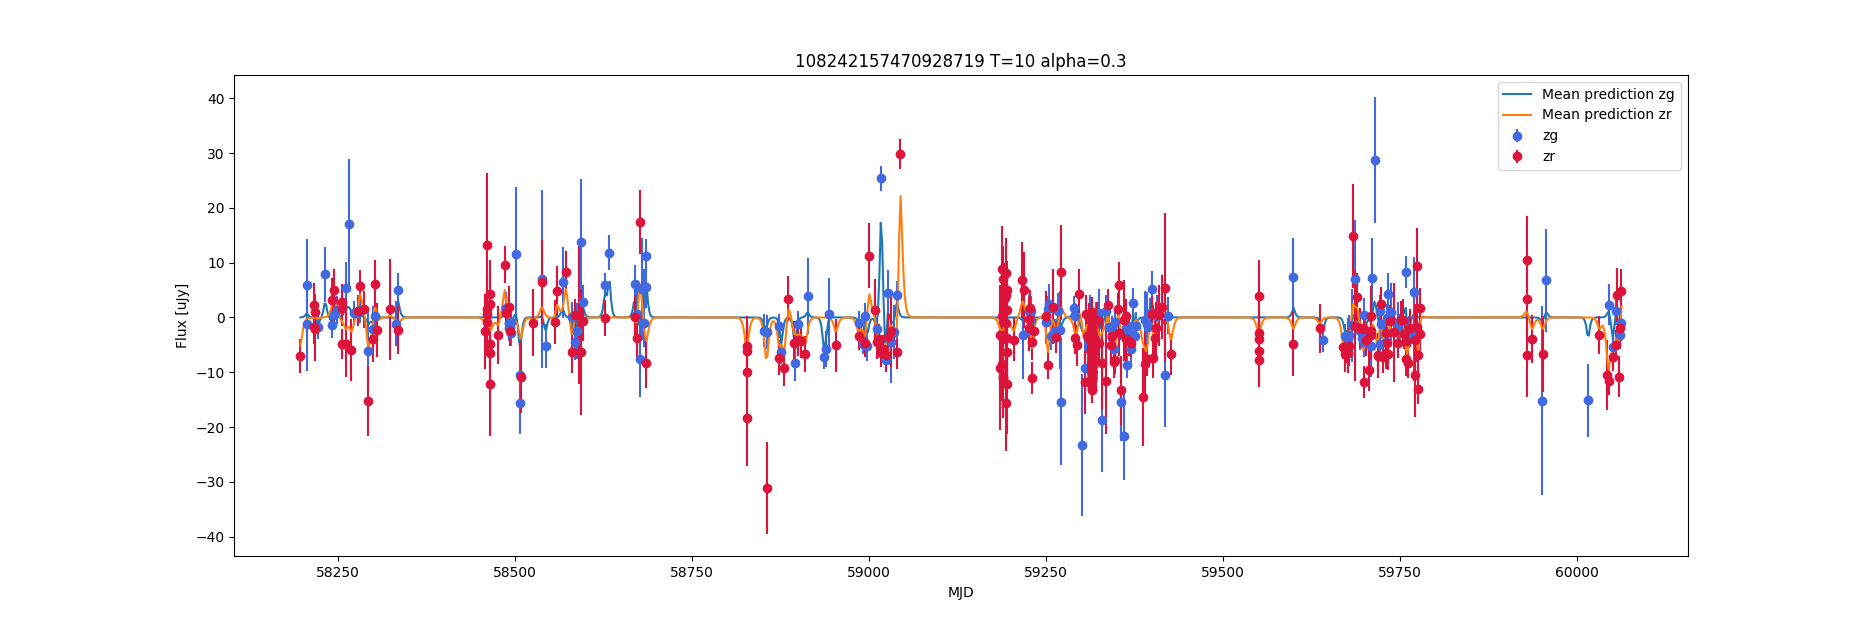 108242157470928719 T=10 alpha=0.3
Mean prediction zg
Mean prediction zr
zg
zr
Flux [uJy]
40
30
20
10
0
−10
−20
−30
−40
58250 58500 58750 59000 59250 59500 59750 60000
MJD